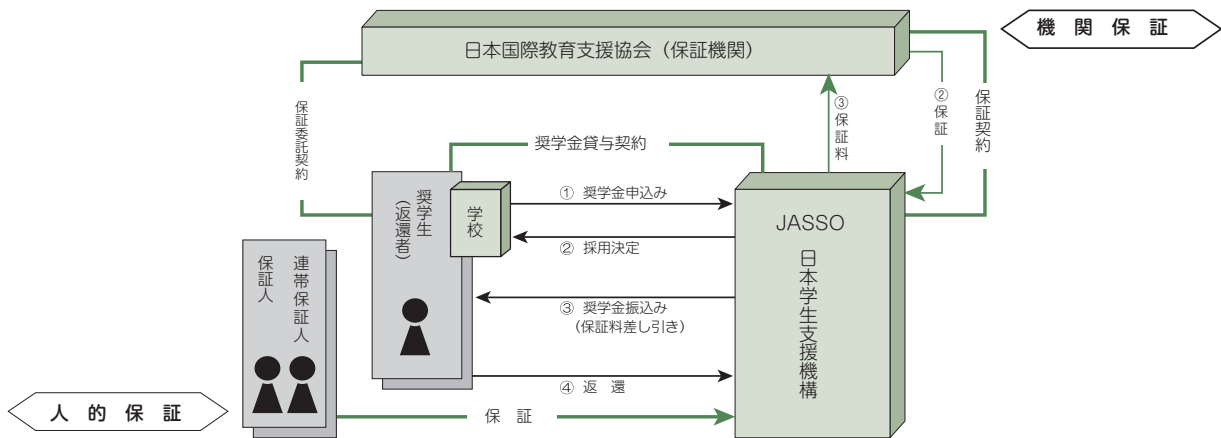 機関保証
日本国際教育支援協会（保証機関）
保証委託契約
③保証料
②保証
保証契約
奨学金貸与契約
奨学生
（返還者）
学校
① 奨学金申込み
② 採用決定
③ 奨学金振込み
（保証料差し引き）
④ 返　還
JASSO
日本学生支援機構
連帯保証人
保証人
人的保証
保　証